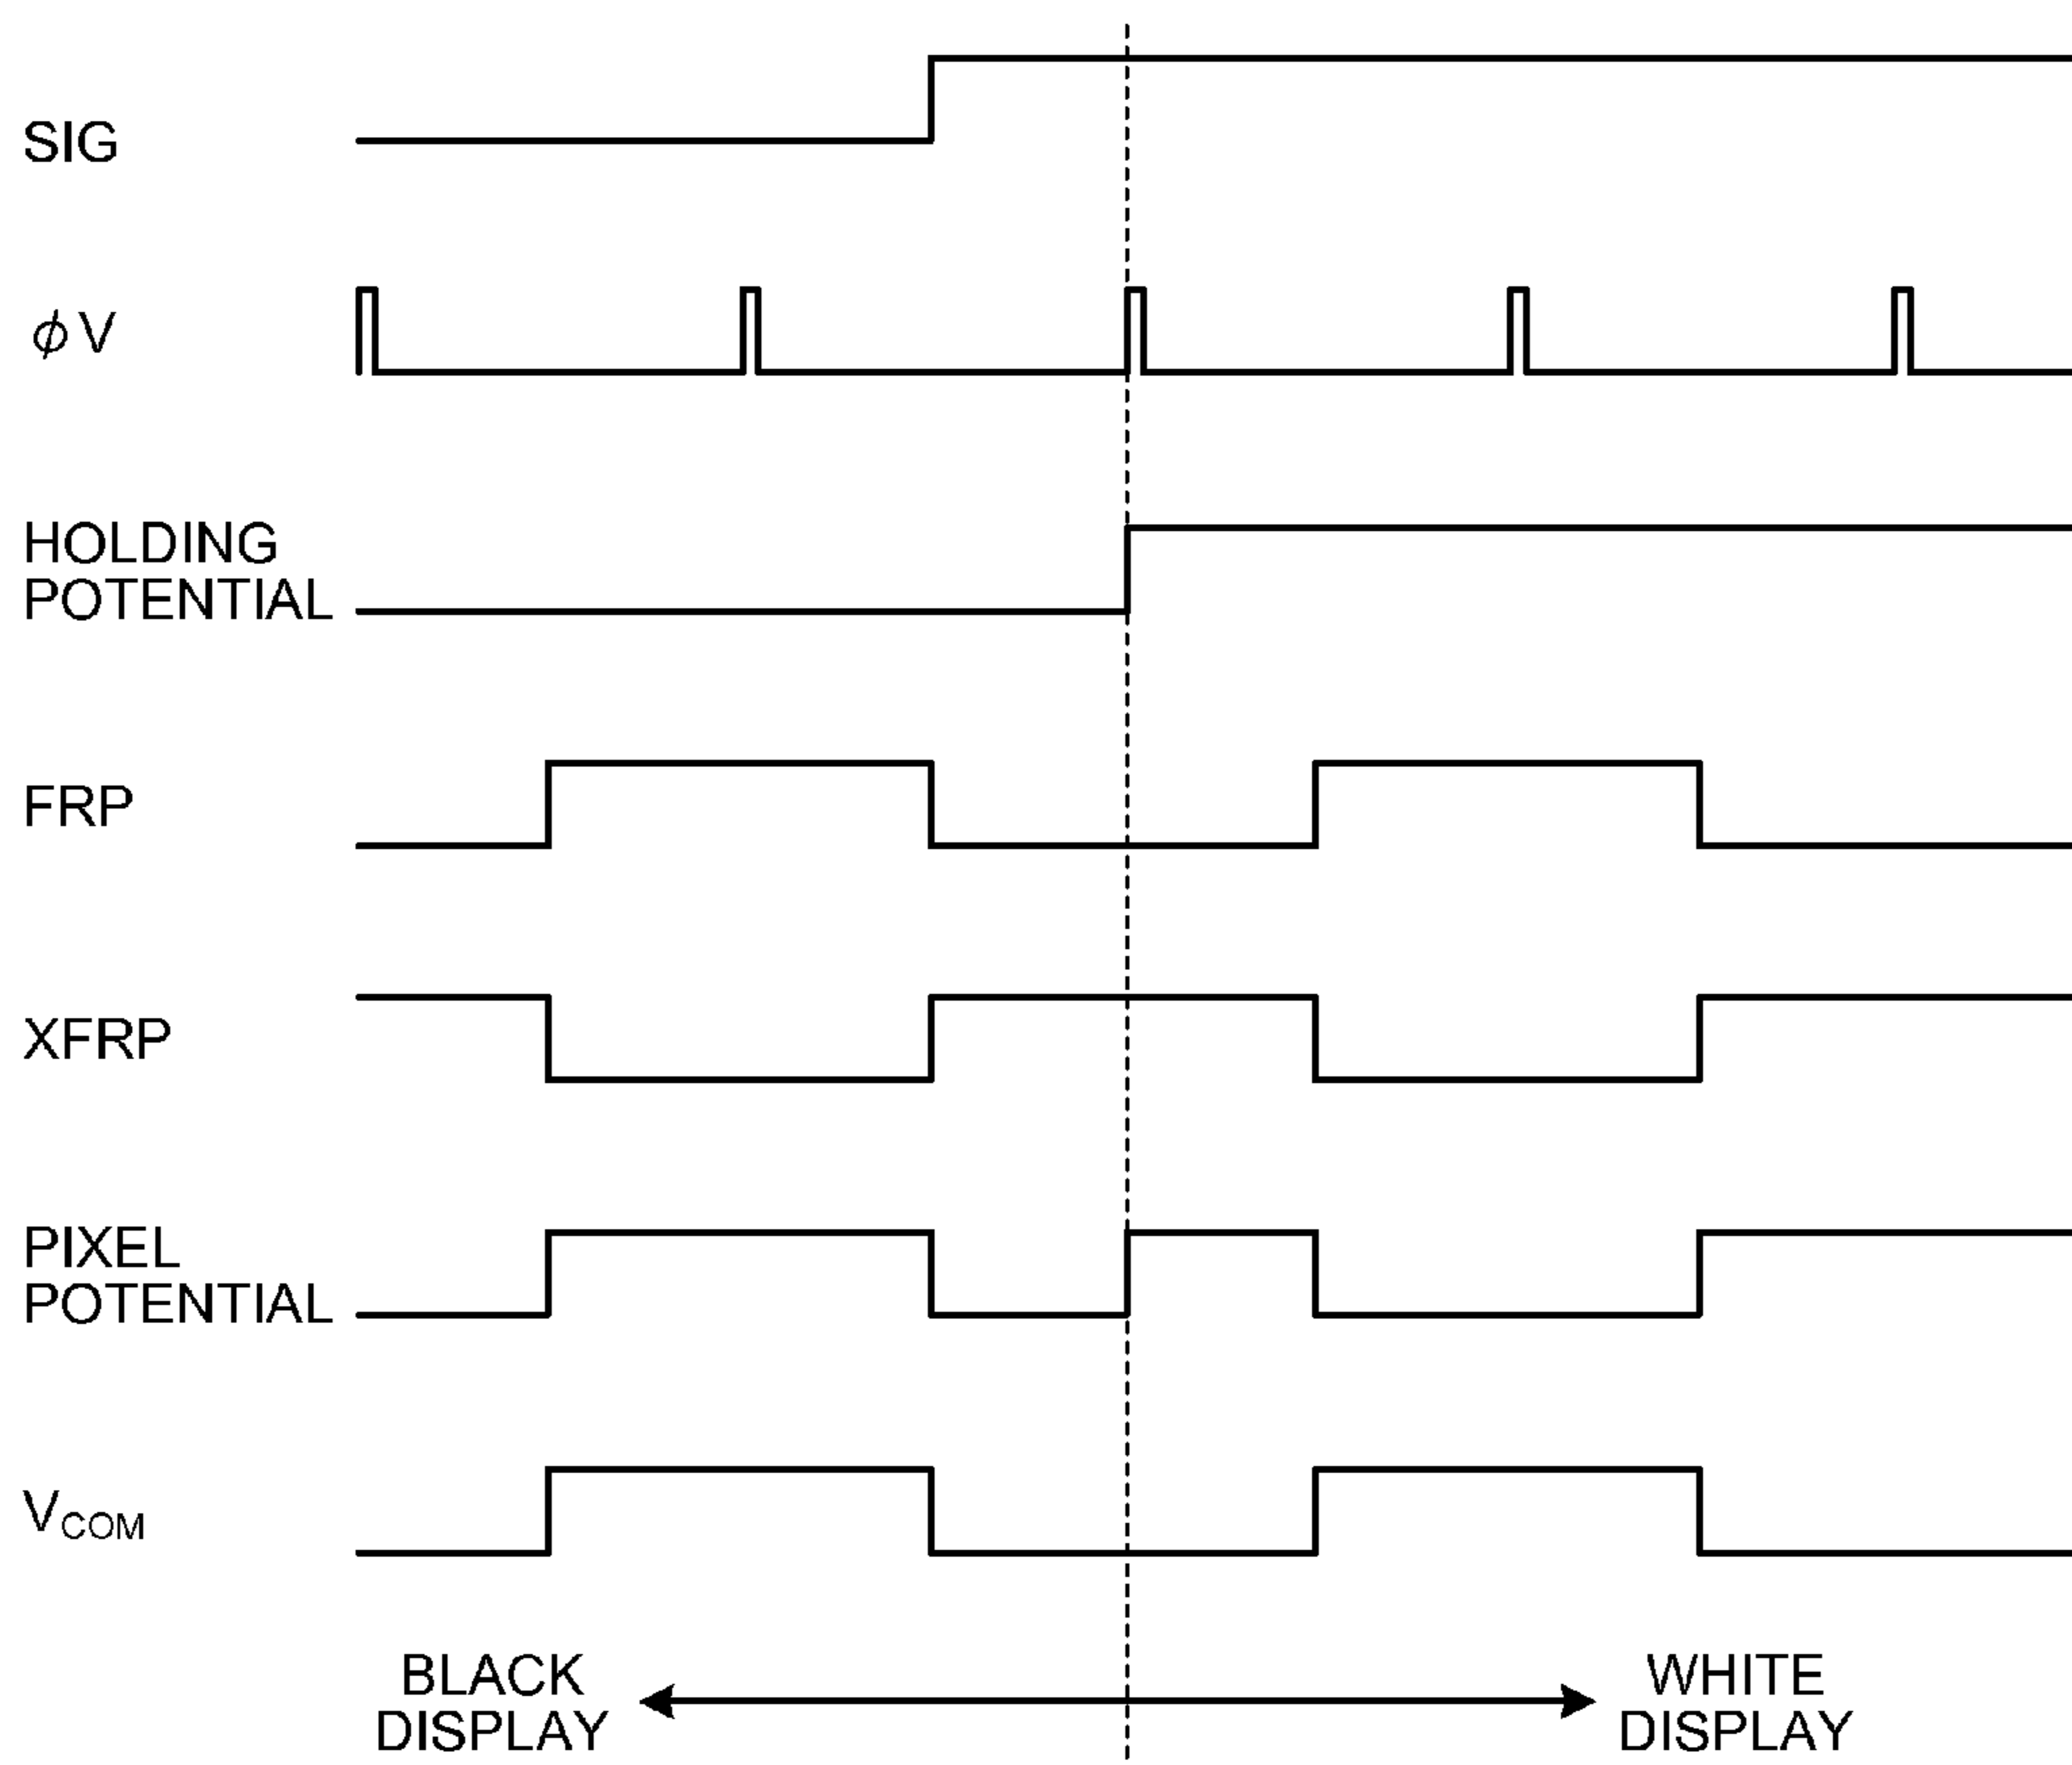 SIG
ϕV
HOLDING
POTENTIAL
FRP
XFRP
PIXEL
POTENTIAL
VCOM
BLACK
DISPLAY
WHITE
DISPLAY